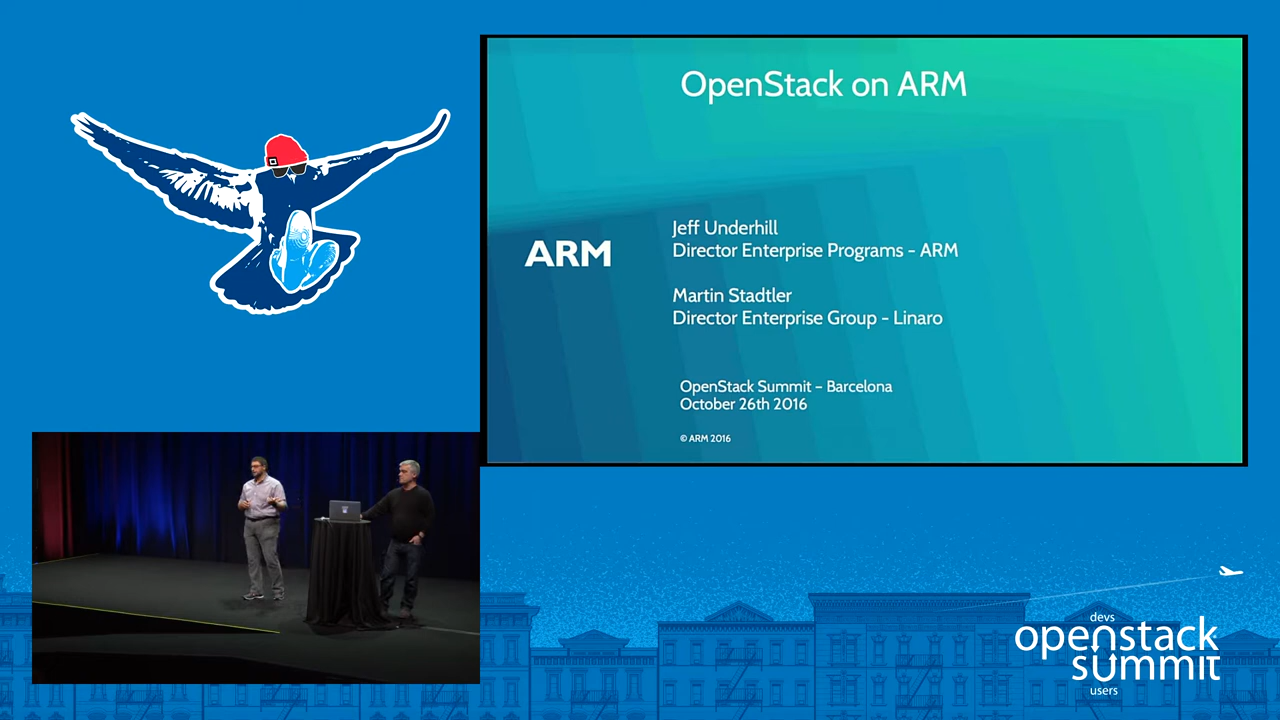 OpenStack on ARM
Jeff Underhill
Director Enterprise Programs – ARM
ARM
Martin Stadtler
Director Enterprise Group - Linaro
OpenStack Summit – Barcelona
October 26th 2016
© ARM 2016
devs
openstack
summit
users